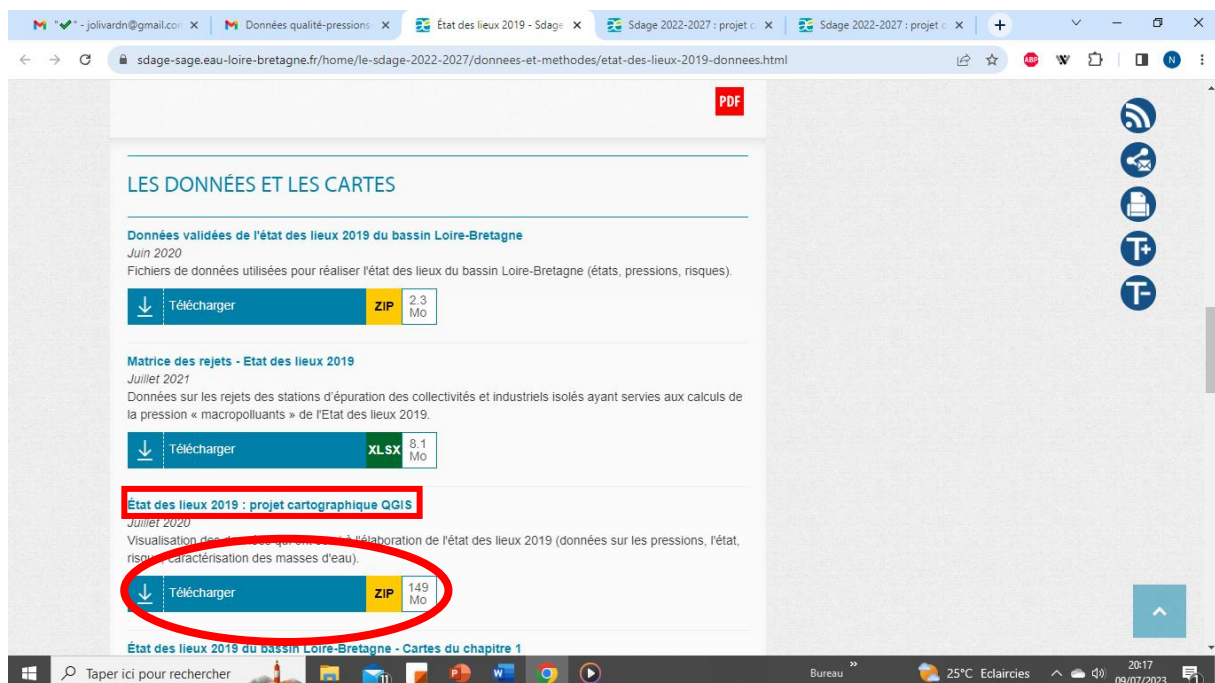 "✔" - jolivardn@gmail.con
Données qualité-pressions
État des lieux 2019 - Sdage
Sdage 2022-2027 : projet c
Sdage 2022-2027 : projet c
sdage-sage.eau-loire-bretagne.fr/home/le-sdage-2022-2027/donnees-et-methodes/etat-des-lieux-2019-donnees.html
ABP
W
N
PDF
LES DONNÉES ET LES CARTES
Données validées de l'état des lieux 2019 du bassin Loire-Bretagne
Juin 2020
Fichiers de données utilisées pour réaliser l'état des lieux du bassin Loire-Bretagne (états, pressions, risques).
Télécharger ZIP 2.3 Mo
Matrice des rejets - Etat des lieux 2019
Juillet 2021
Données sur les rejets des stations d'épuration des collectivités et industriels isolés ayant servies aux calculs de
la pression « macropolluants » de l'Etat des lieux 2019.
Télécharger XLSX 8.1 Mo
État des lieux 2019 : projet cartographique QGIS
Juillet 2020
Visualisation des données qui ont servi à l'élaboration de l'état des lieux 2019 (données sur les pressions, l'état,
risque, caractérisation des masses d'eau).
Télécharger ZIP 149 Mo
État des lieux 2019 du bassin Loire-Bretagne - Cartes du chapitre 1
T+
T-
Taper ici pour rechercher
11
Bureau
25°C Eclaircies
20:17
09/07/2023
1